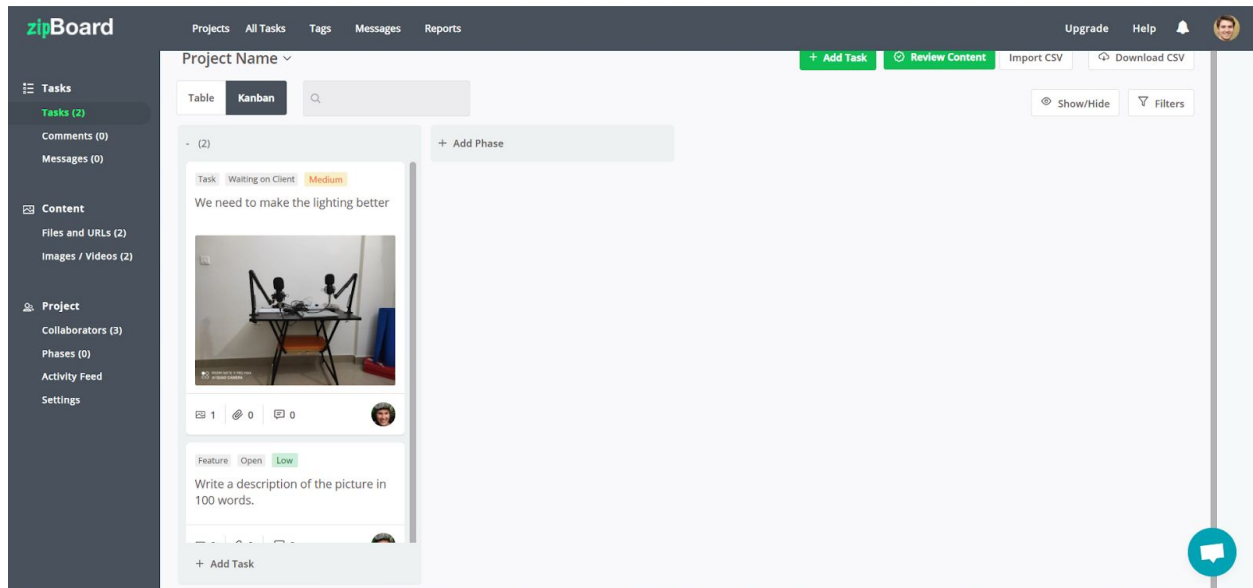 zipBoard
Projects All Tasks Tags Messages Reports
Upgrade Help
Tasks
Tasks (2)
Comments (0)
Messages (0)
Content
Files and URLs (2)
Images / Videos (2)
Project
Collaborators (3)
Phases (0)
Activity Feed
Settings
Project Name
+ Add Task
Review Content
Import CSV
Download CSV
Table Kanban
Show/Hide
Filters
- (2)
+ Add Phase
Task Waiting on Client Medium
We need to make the lighting better
1 0 0
Feature Open Low
Write a description of the picture in
100 words.
+ Add Task